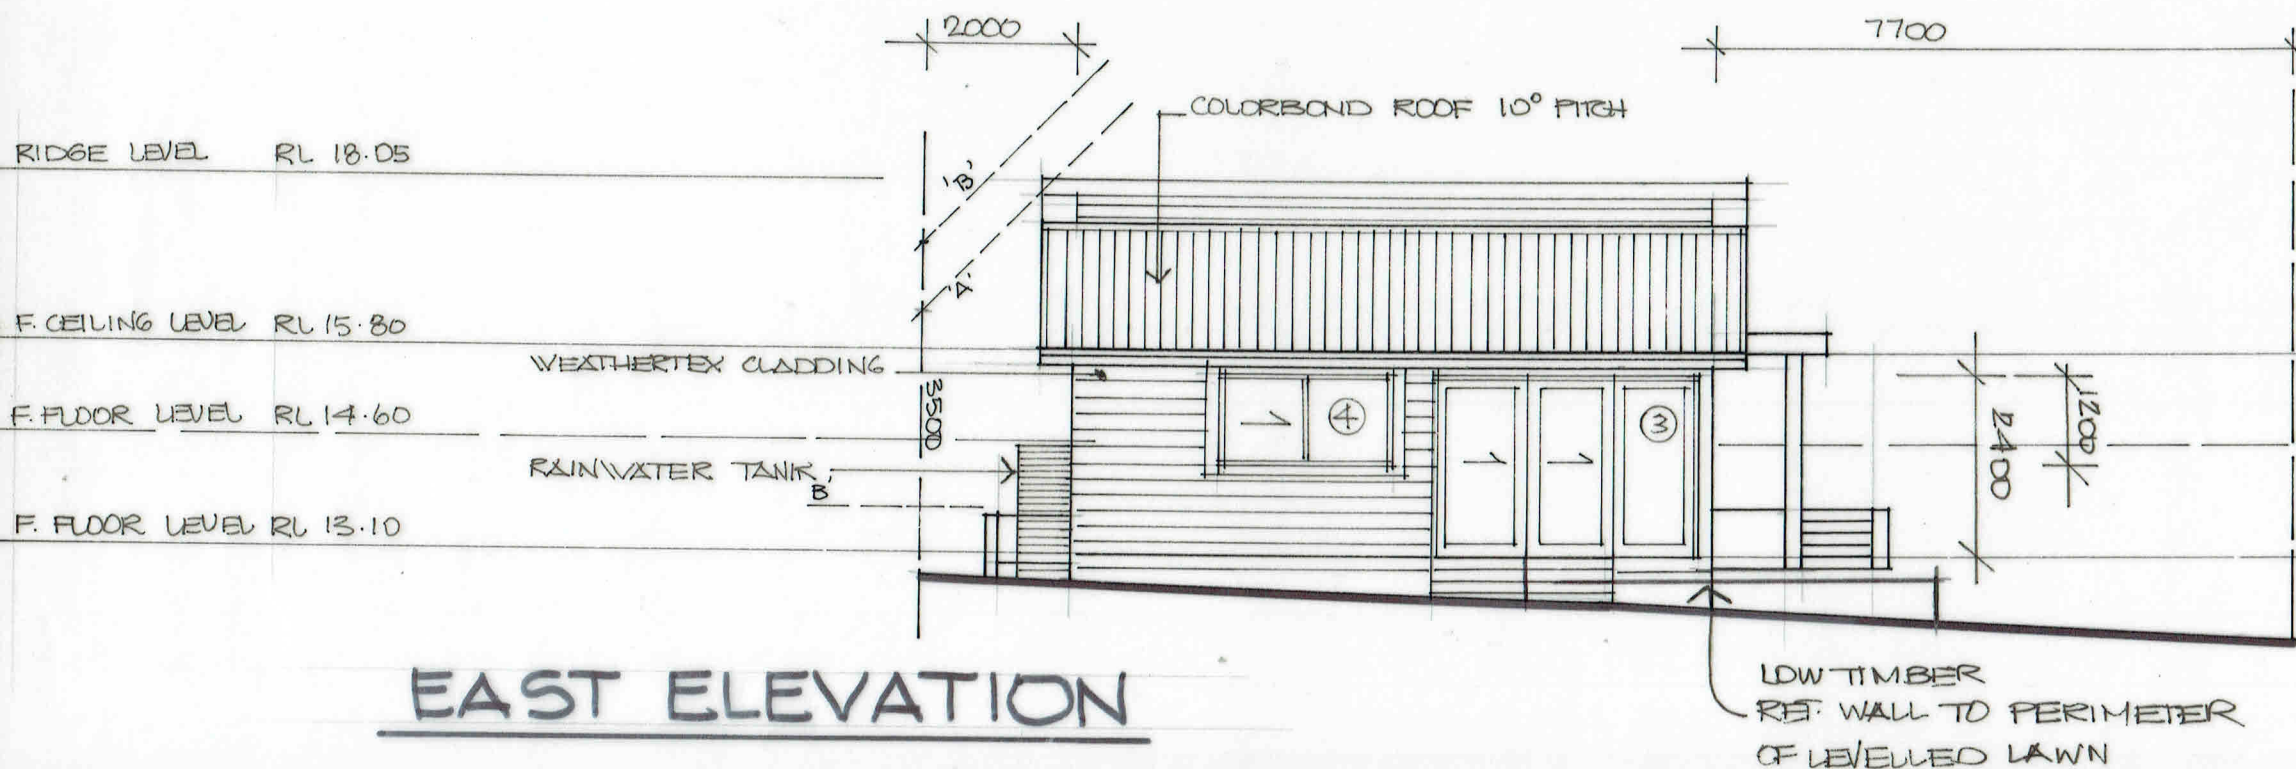 2000
7700
COLORBOND ROOF 10° PITCH
RIDGE LEVEL RL 18.05
'B'
'A'
F. CEILING LEVEL RL 15.80
WEATHERTEX CLADDING
3500
F. FLOOR LEVEL RL 14.60
4
3
1200
2400
RAINWATER TANK,
B
F. FLOOR LEVEL RL 13.10
EAST ELEVATION
LOW TIMBER
RET. WALL TO PERIMETER
OF LEVELLED LAWN